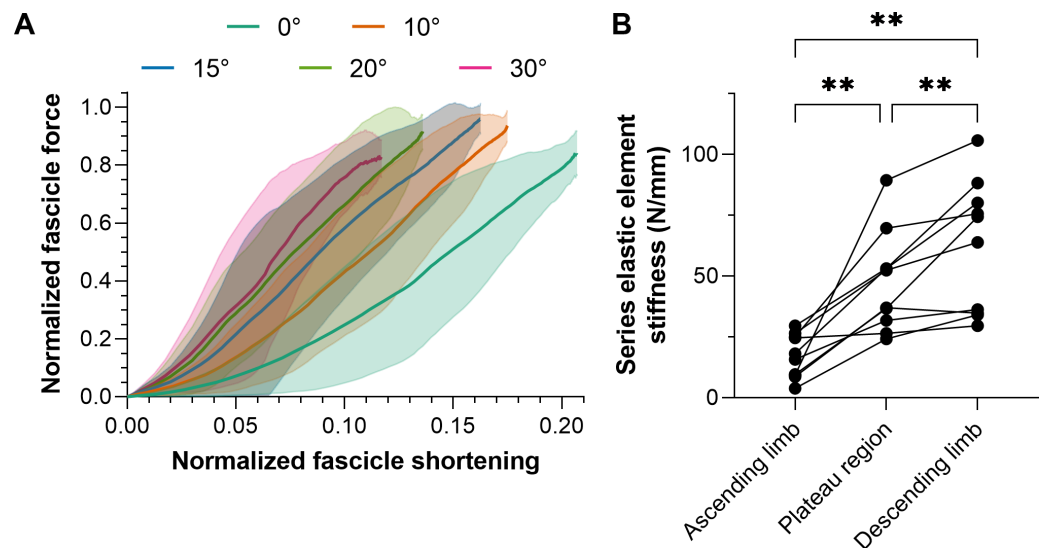 A
0° 10°
15° 20° 30°
Normalized fascicle force
1.0
0.8
0.6
0.4
0.2
0.0
0.00 0.05 0.10 0.15 0.20
Normalized fascicle shortening
B
**
** **
Series elastic element
stiffness (N/mm)
100
50
0
Ascending limb
Plateau region
Descending limb